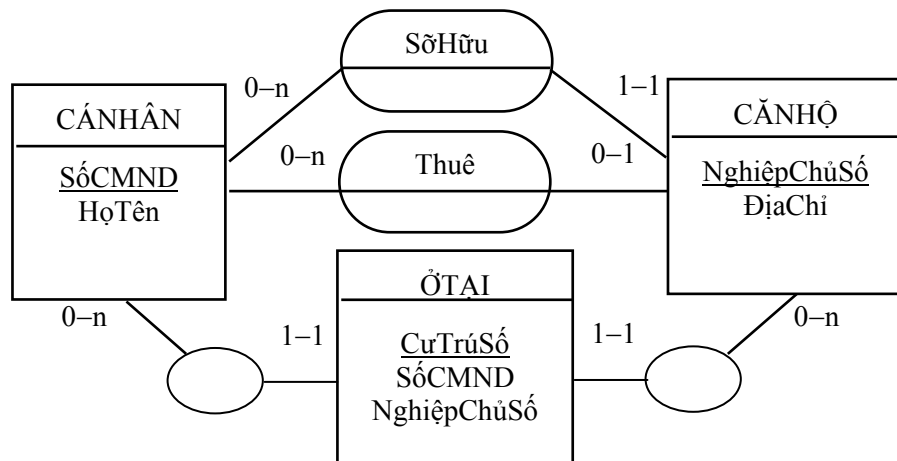 SỡHữu
0–n
1–1
CÁNHÂN
CĂNHỘ
SốCMND
HọTên
0–n
Thuê
0–1
NghiệpChủSố
ĐịaChỉ
ỞTẠI
0–n
1–1
CưTrúSố
SốCMND
NghiệpChủSố
1–1
0–n